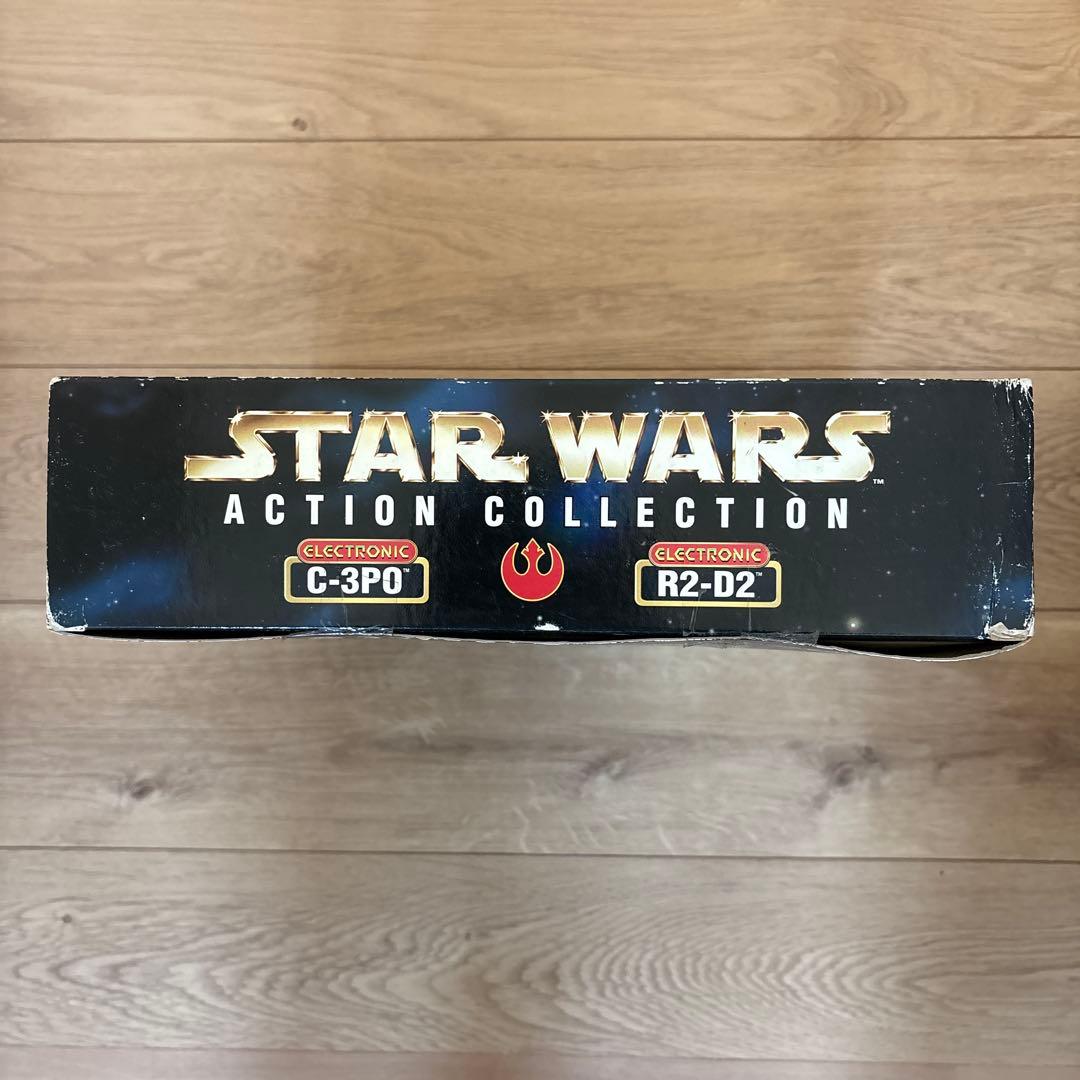 STAR WARS™
ACTION COLLECTION
ELECTRONIC ELECTRONIC
C-3PO™ R2-D2™